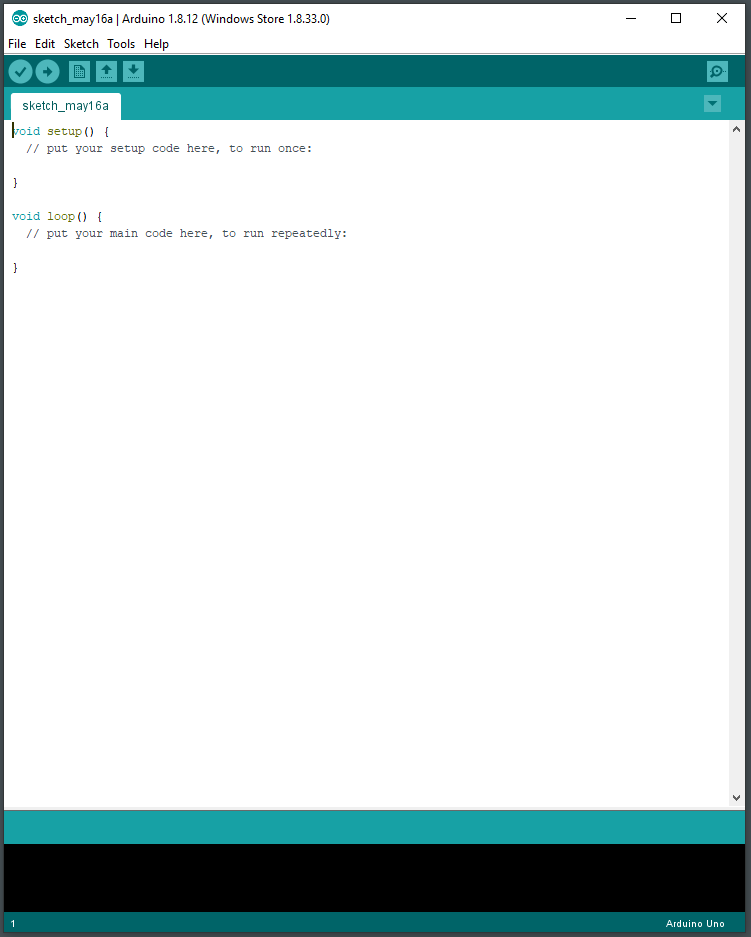 sketch_may16a | Arduino 1.8.12 (Windows Store 1.8.33.0)
File Edit Sketch Tools Help
sketch_may16a
void setup() {
  // put your setup code here, to run once:
}
void loop() {
  // put your main code here, to run repeatedly:
}
1 Arduino Uno